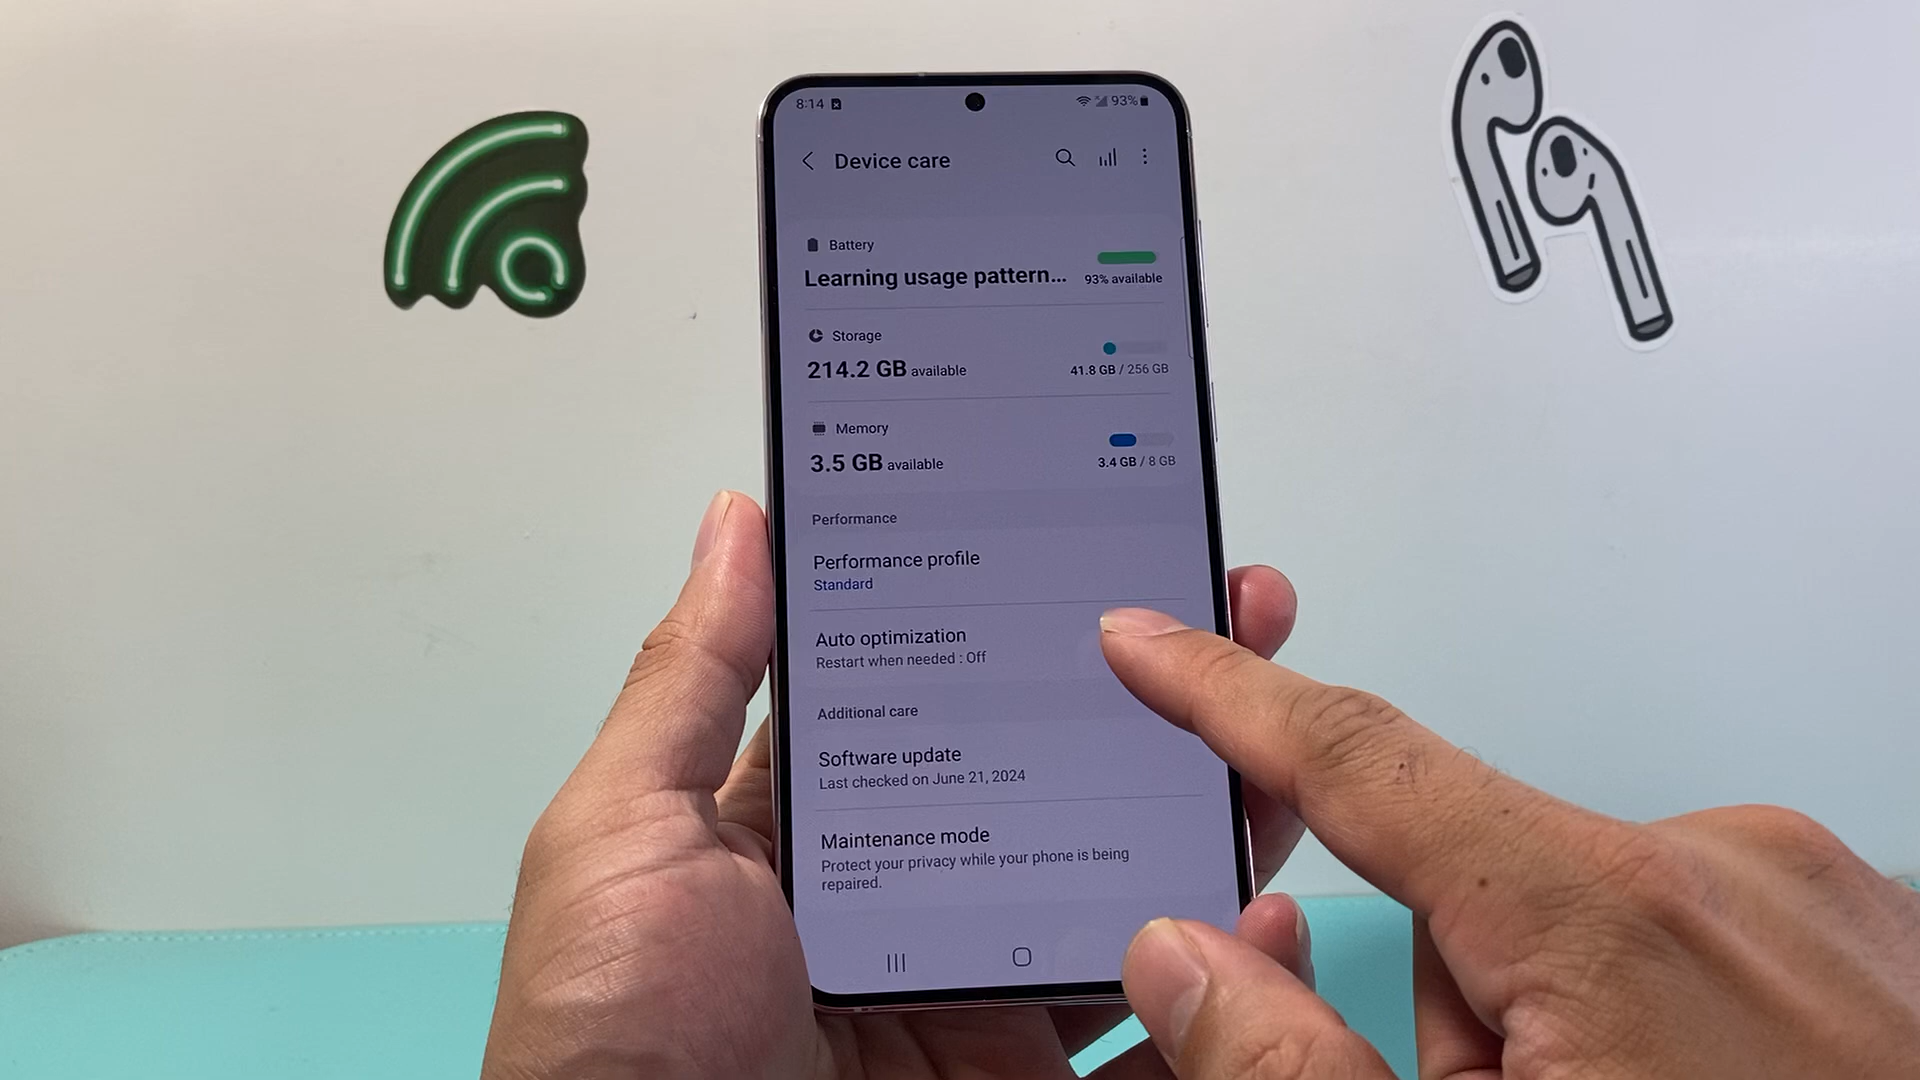 8:14
93%
Device care
Battery
Learning usage pattern...
93% available
Storage
214.2 GB available
41.8 GB / 256 GB
Memory
3.5 GB available
3.4 GB / 8 GB
Performance
Performance profile
Standard
Auto optimization
Restart when needed : Off
Additional care
Software update
Last checked on June 21, 2024
Maintenance mode
Protect your privacy while your phone is being
repaired.